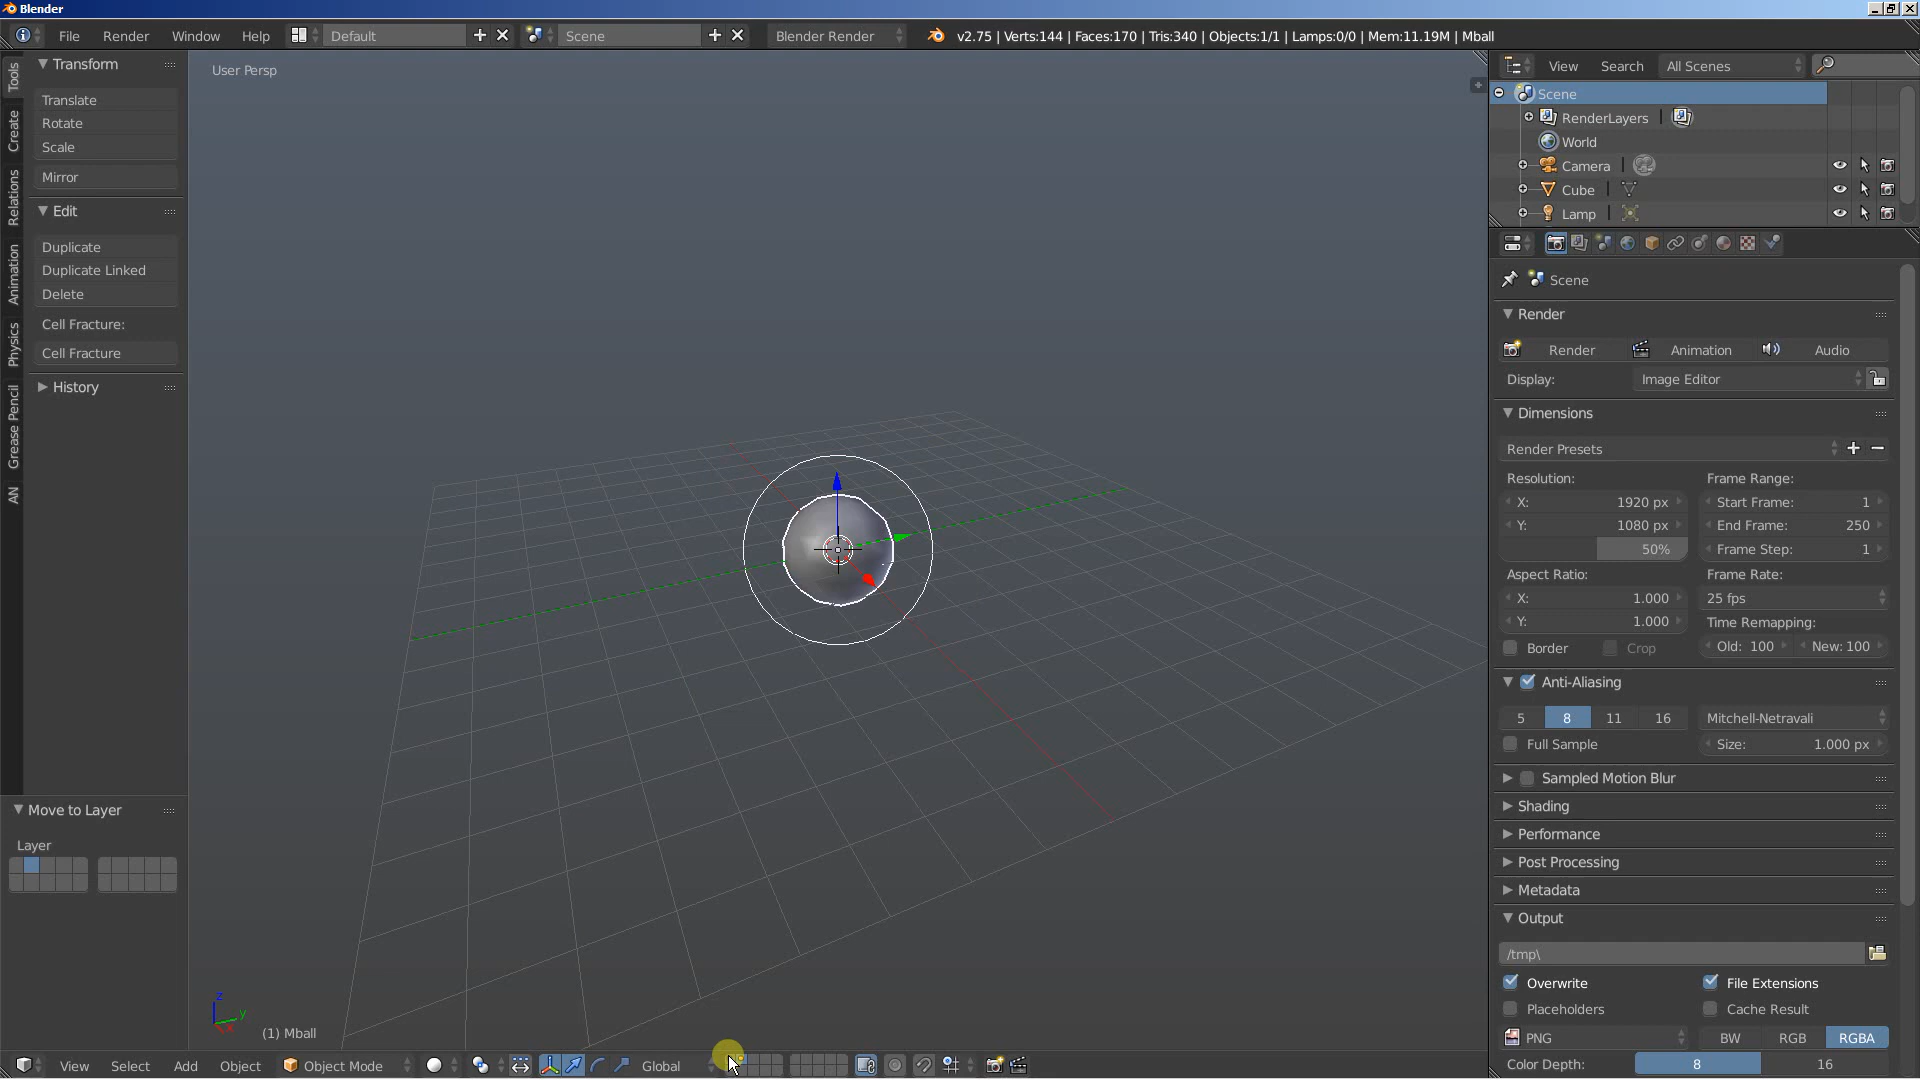 Blender
File Render Window Help Default Scene Blender Render v2.75 | Verts:144 | Faces:170 | Tris:340 | Objects:1/1 | Lamps:0/0 | Mem:11.19M | Mball
Tools
Create
Relations
Animation
Physics
Grease Pencil
AN
Transform
Translate
Rotate
Scale
Mirror
Edit
Duplicate
Duplicate Linked
Delete
Cell Fracture:
Cell Fracture
History
Move to Layer
Layer
User Persp
z
y
x
(1) Mball
View Select Add Object Object Mode Global
View Search All Scenes
Scene
RenderLayers
World
Camera
Cube
Lamp
Scene
Render
Render Animation Audio
Display: Image Editor
Dimensions
Render Presets
Resolution: Frame Range:
X: 1920 px Start Frame: 1
Y: 1080 px End Frame: 250
50% Frame Step: 1
Aspect Ratio: Frame Rate:
X: 1.000 25 fps
Y: 1.000 Time Remapping:
Border Crop Old: 100 New: 100
Anti-Aliasing
5 8 11 16 Mitchell-Netravali
Full Sample Size: 1.000 px
Sampled Motion Blur
Shading
Performance
Post Processing
Metadata
Output
/tmp\
Overwrite File Extensions
Placeholders Cache Result
PNG BW RGB RGBA
Color Depth: 8 16